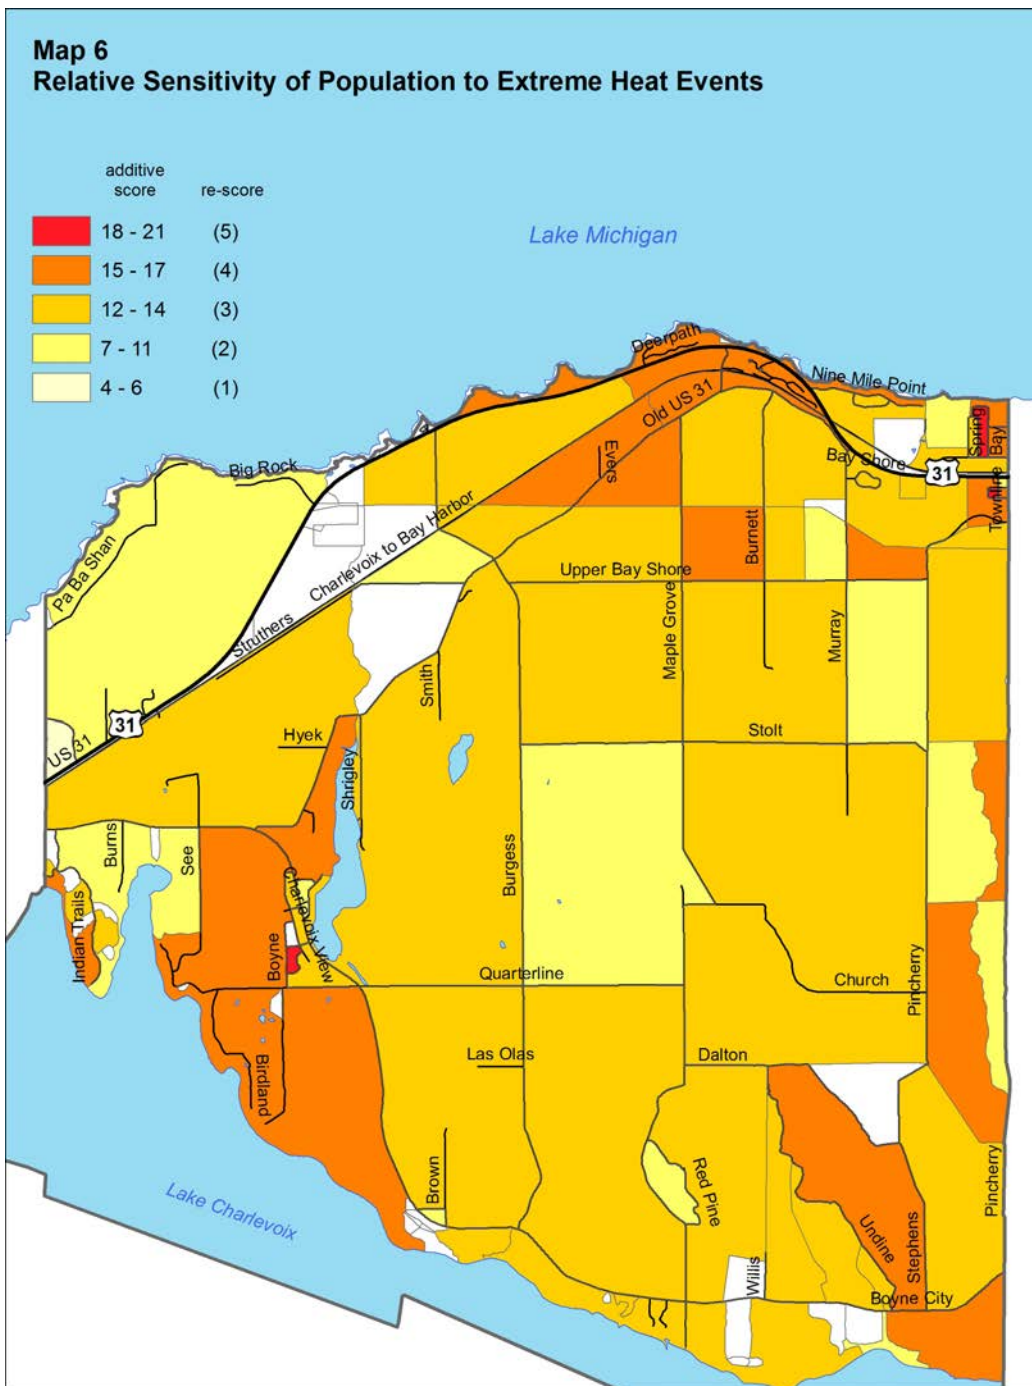 Map 6
Relative Sensitivity of Population to Extreme Heat Events
additive score re-score
18 - 21 (5)
15 - 17 (4)
12 - 14 (3)
7 - 11 (2)
4 - 6 (1)
Lake Michigan
Deerpath
Nine Mile Point
Old US 31
Evers
Spring
Bay
Bay Shore
31
Big Rock
Townline
Charlevoix to Bay Harbor
Burnett
Pa Ba Shan
Upper Bay Shore
Struthers
Maple Grove
Murray
Smith
31
US 31
Hyek
Stolt
Shrigley
Burns
See
Burgess
Charlevoix View
Indian Trails
Boyne
Quarterline
Church
Pincherry
Las Olas
Dalton
Birdland
Brown
Red Pine
Pincherry
Lake Charlevoix
Undine
Stephens
Willis
Boyne City